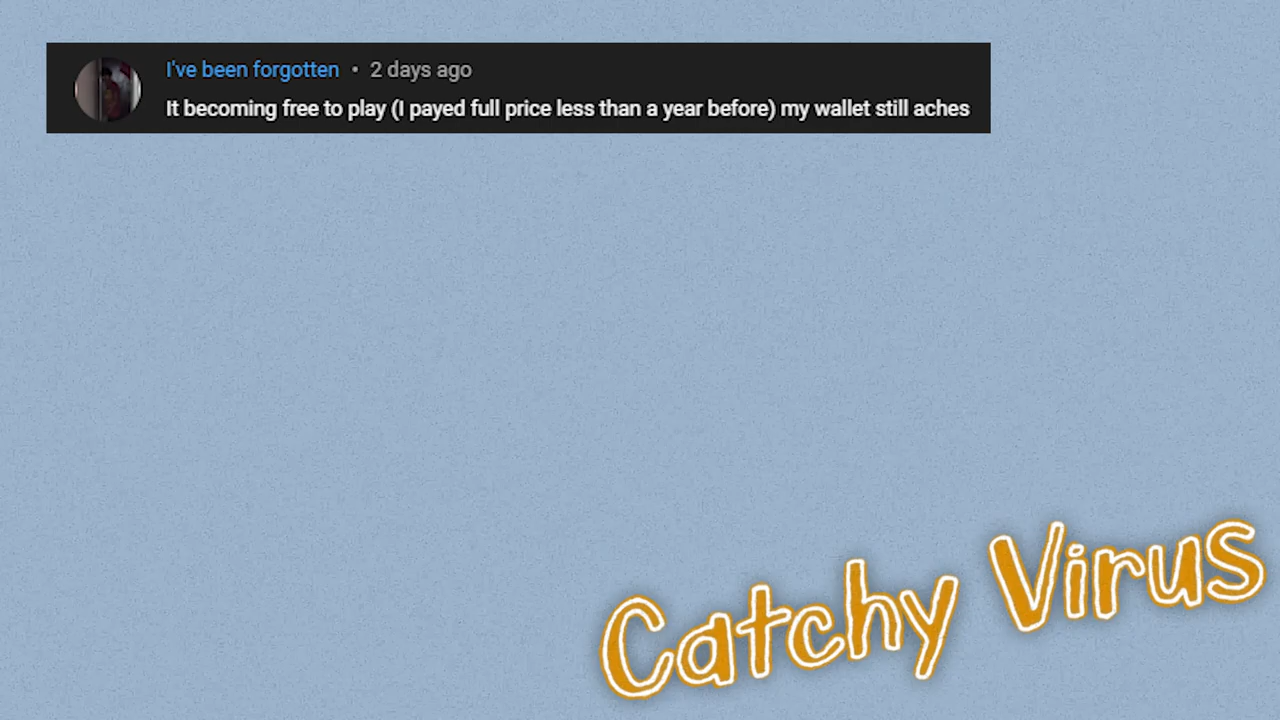 I've been forgotten • 2 days ago
It becoming free to play (I payed full price less than a year before) my wallet still aches
Catchy Virus